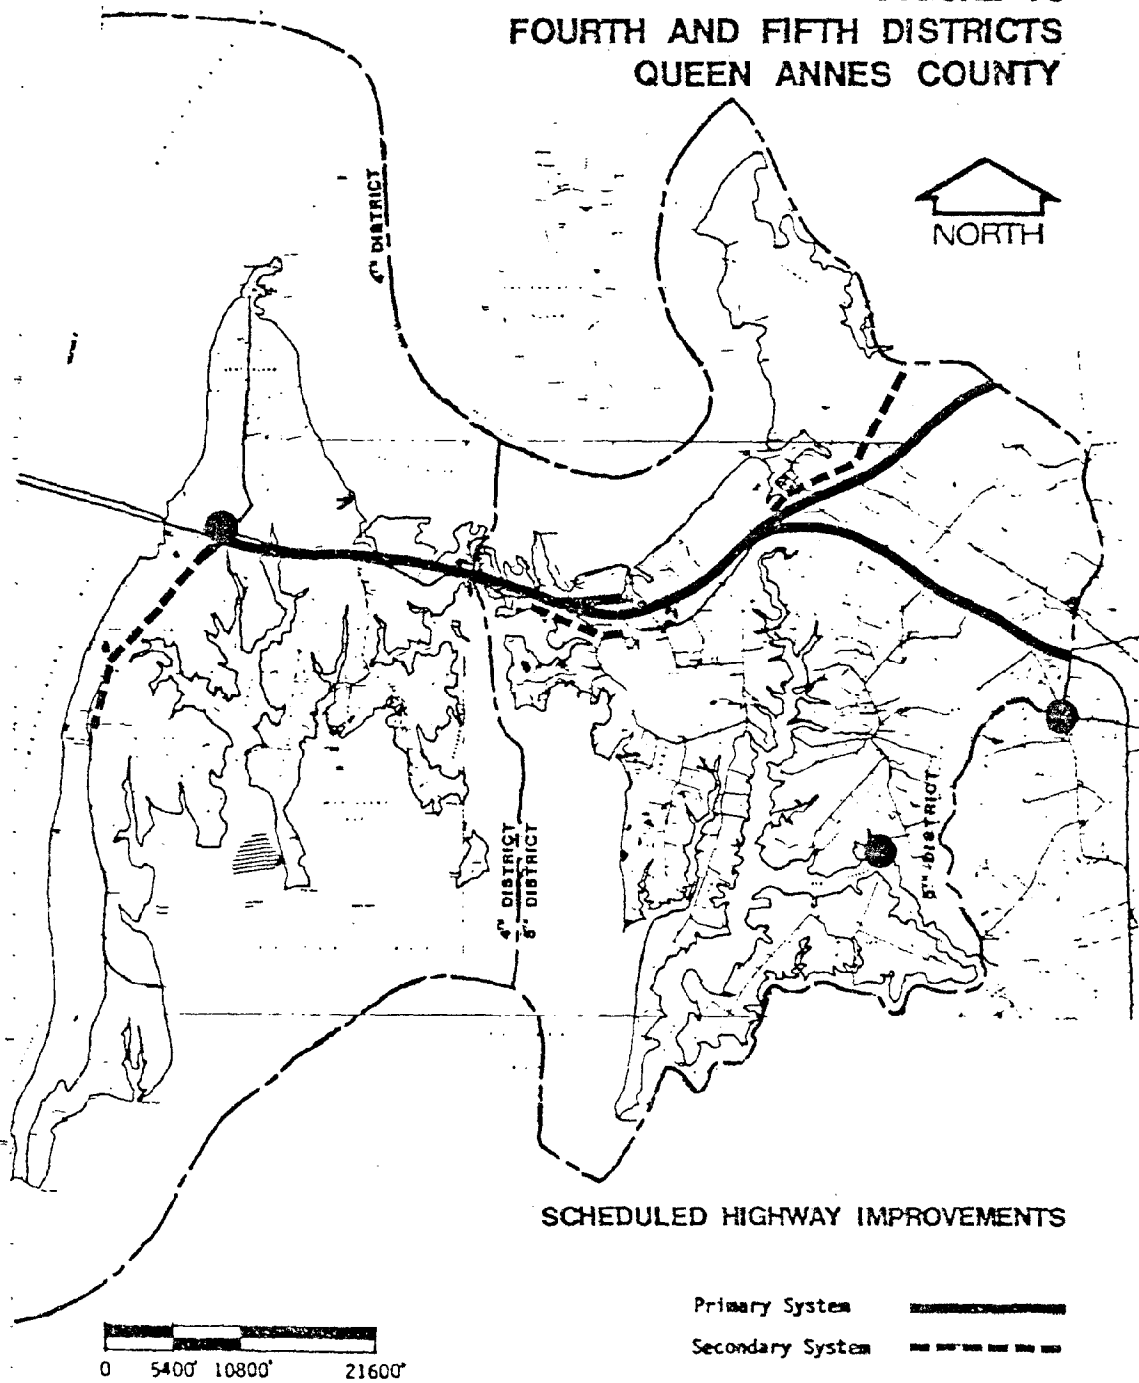 FOURTH AND FIFTH DISTRICTS
QUEEN ANNES COUNTY
NORTH
4TH DISTRICT
4TH DISTRICT
5TH DISTRICT
5TH DISTRICT
SCHEDULED HIGHWAY IMPROVEMENTS
Primary System
Secondary System
0 5400' 10800' 21600'